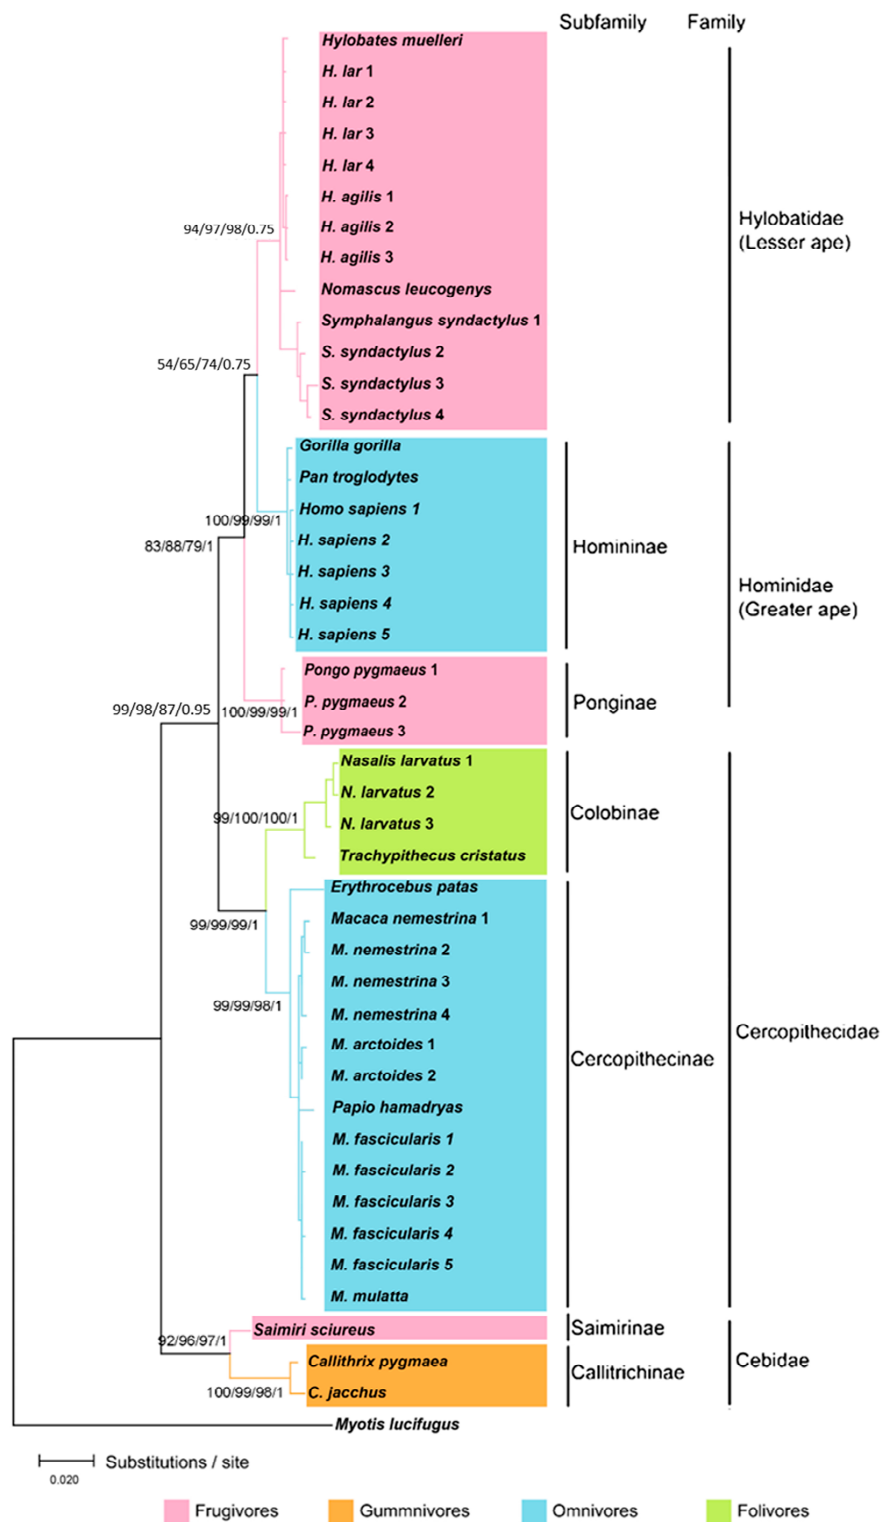 Subfamily Family
Hylobates muelleri
H. lar 1
H. lar 2
H. lar 3
H. lar 4
H. agilis 1
H. agilis 2
H. agilis 3
Nomascus leucogenys
Symphalangus syndactylus 1
S. syndactylus 2
S. syndactylus 3
S. syndactylus 4
94/97/98/0.75
Hylobatidae
(Lesser ape)
54/65/74/0.75
Gorilla gorilla
Pan troglodytes
Homo sapiens 1
H. sapiens 2
H. sapiens 3
H. sapiens 4
H. sapiens 5
100/99/99/1
83/88/79/1
Homininae
Hominidae
(Greater ape)
Pongo pygmaeus 1
P. pygmaeus 2
P. pygmaeus 3
99/98/87/0.95
100/99/99/1
Ponginae
Nasalis larvatus 1
N. larvatus 2
N. larvatus 3
Trachypithecus cristatus
99/100/100/1
Colobinae
Erythrocebus patas
Macaca nemestrina 1
M. nemestrina 2
M. nemestrina 3
M. nemestrina 4
M. arctoides 1
M. arctoides 2
Papio hamadryas
M. fascicularis 1
M. fascicularis 2
M. fascicularis 3
M. fascicularis 4
M. fascicularis 5
M. mulatta
99/99/99/1
99/99/98/1
Cercopithecinae
Cercopithecidae
Saimiri sciureus
92/96/97/1
Saimirinae
Callithrix pygmaea
C. jacchus
100/99/98/1
Callitrichinae
Cebidae
Myotis lucifugus
Substitutions / site
0.020
Frugivores Gummnivores Omnivores Folivores